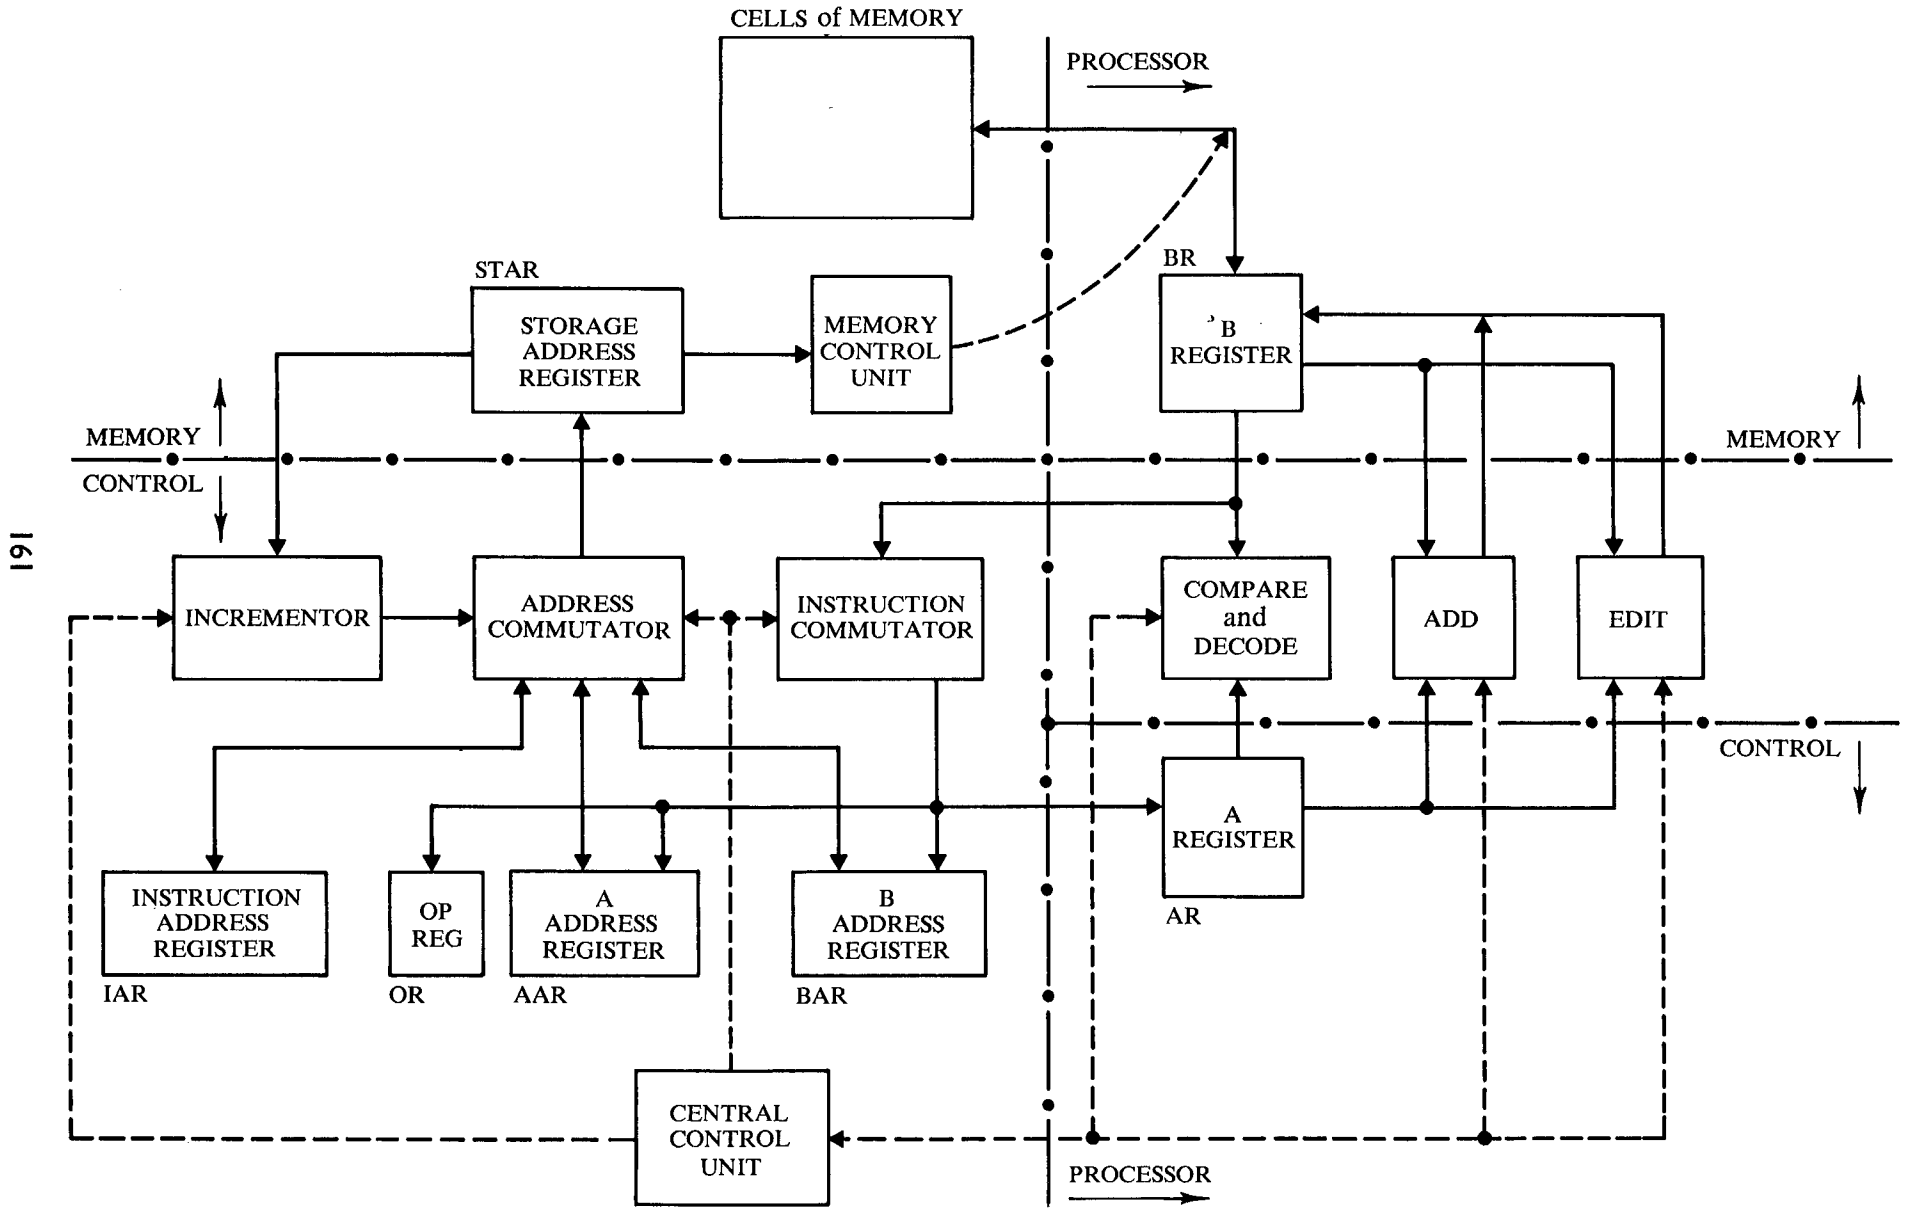 CELLS of MEMORY
PROCESSOR
STAR
STORAGE
ADDRESS
REGISTER
MEMORY
CONTROL
UNIT
BR
B
REGISTER
MEMORY
CONTROL
MEMORY
161
INCREMENTOR
ADDRESS
COMMUTATOR
INSTRUCTION
COMMUTATOR
COMPARE
and
DECODE
ADD
EDIT
CONTROL
A
REGISTER
AR
INSTRUCTION
ADDRESS
REGISTER
IAR
OP
REG
OR
A
ADDRESS
REGISTER
AAR
B
ADDRESS
REGISTER
BAR
CENTRAL
CONTROL
UNIT
PROCESSOR